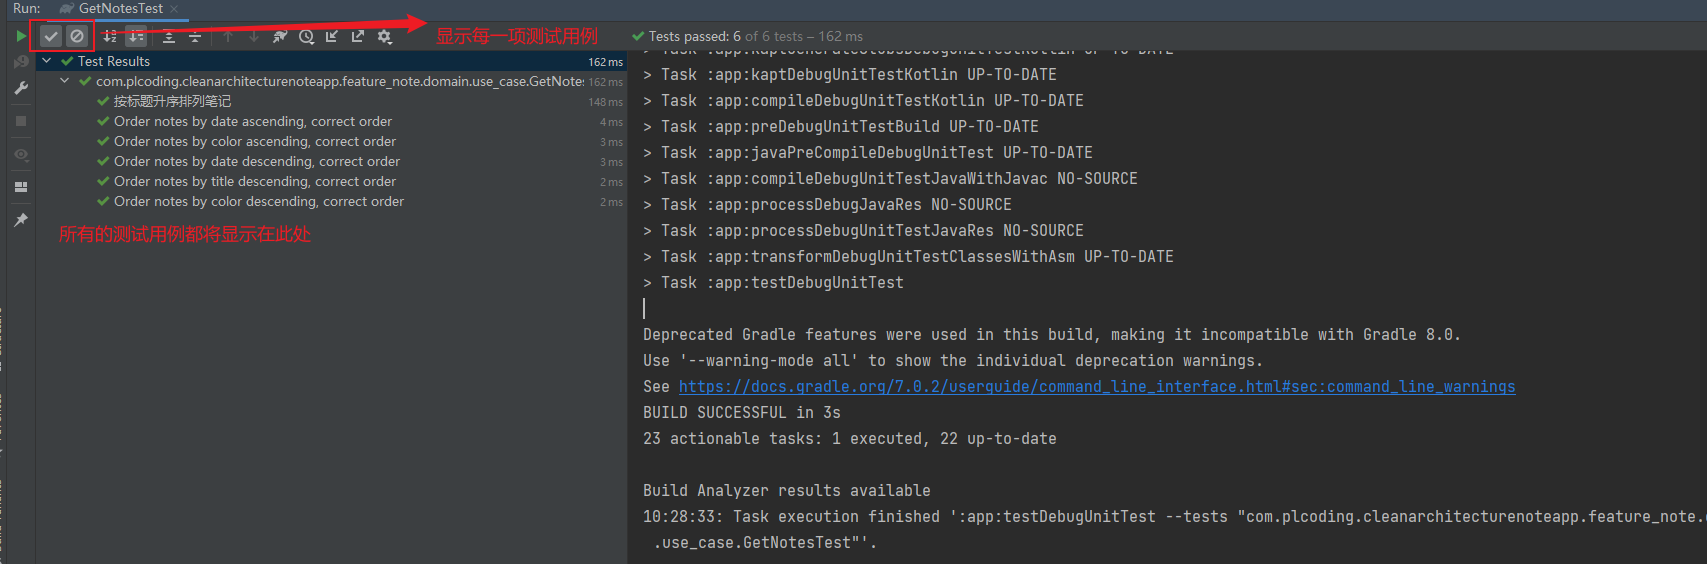 Run: GetNotesTest
显示每一项测试用例
Tests passed: 6 of 6 tests – 162 ms
Test Results 162 ms
com.plcoding.cleanarchitecturenoteapp.feature_note.domain.use_case.GetNotes 162 ms
按标题升序排列笔记 148 ms
Order notes by date ascending, correct order 4 ms
Order notes by color ascending, correct order 3 ms
Order notes by date descending, correct order 3 ms
Order notes by title descending, correct order 2 ms
Order notes by color descending, correct order 2 ms
所有的测试用例都将显示在此处
> Task :app:kaptDebugUnitTestKotlin UP-TO-DATE
> Task :app:compileDebugUnitTestKotlin UP-TO-DATE
> Task :app:preDebugUnitTestBuild UP-TO-DATE
> Task :app:javaPreCompileDebugUnitTest UP-TO-DATE
> Task :app:compileDebugUnitTestJavaWithJavac NO-SOURCE
> Task :app:processDebugJavaRes NO-SOURCE
> Task :app:processDebugUnitTestJavaRes NO-SOURCE
> Task :app:transformDebugUnitTestClassesWithAsm UP-TO-DATE
> Task :app:testDebugUnitTest
Deprecated Gradle features were used in this build, making it incompatible with Gradle 8.0.
Use '--warning-mode all' to show the individual deprecation warnings.
See https://docs.gradle.org/7.0.2/userguide/command_line_interface.html#sec:command_line_warnings
BUILD SUCCESSFUL in 3s
23 actionable tasks: 1 executed, 22 up-to-date
Build Analyzer results available
10:28:33: Task execution finished ':app:testDebugUnitTest --tests "com.plcoding.cleanarchitecturenoteapp.feature_note.
.use_case.GetNotesTest"'.